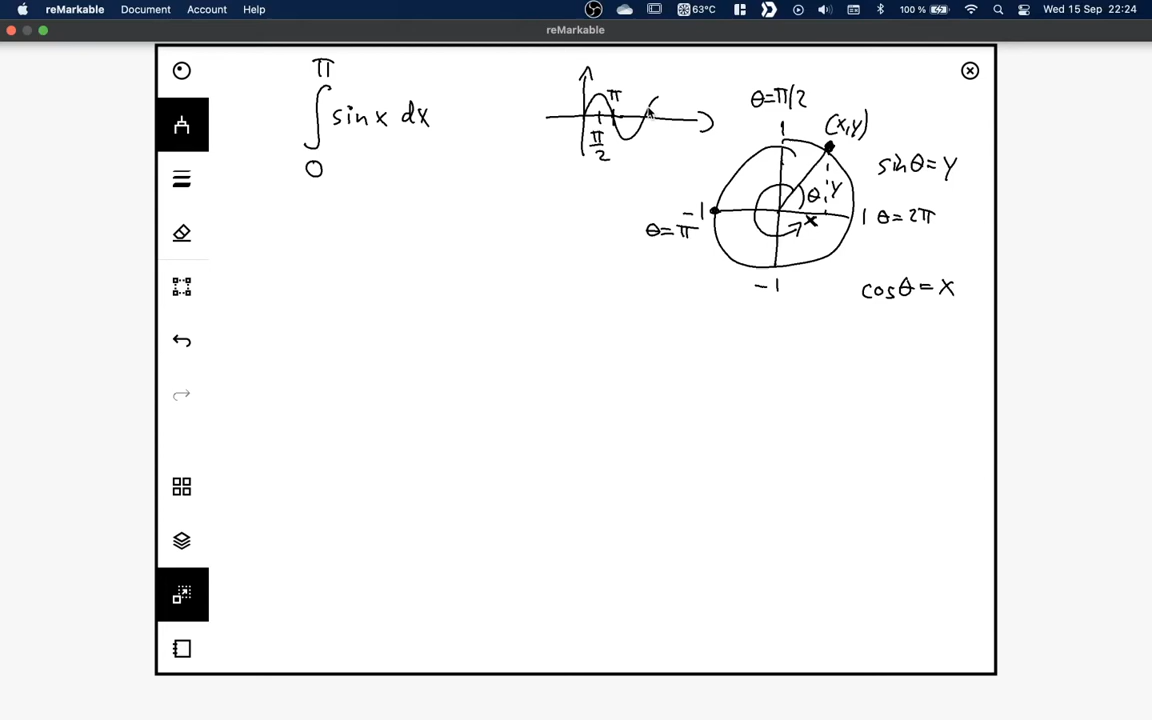 reMarkable Document Account Help 63°C 100 % Wed 15 Sep 22:24
reMarkable
π
∫ sin x dx
0
π
π
2
θ=π/2
1
(x,y)
sinθ = y
θ
y
-1
x
1 θ = 2π
θ=π
-1
cosθ = x